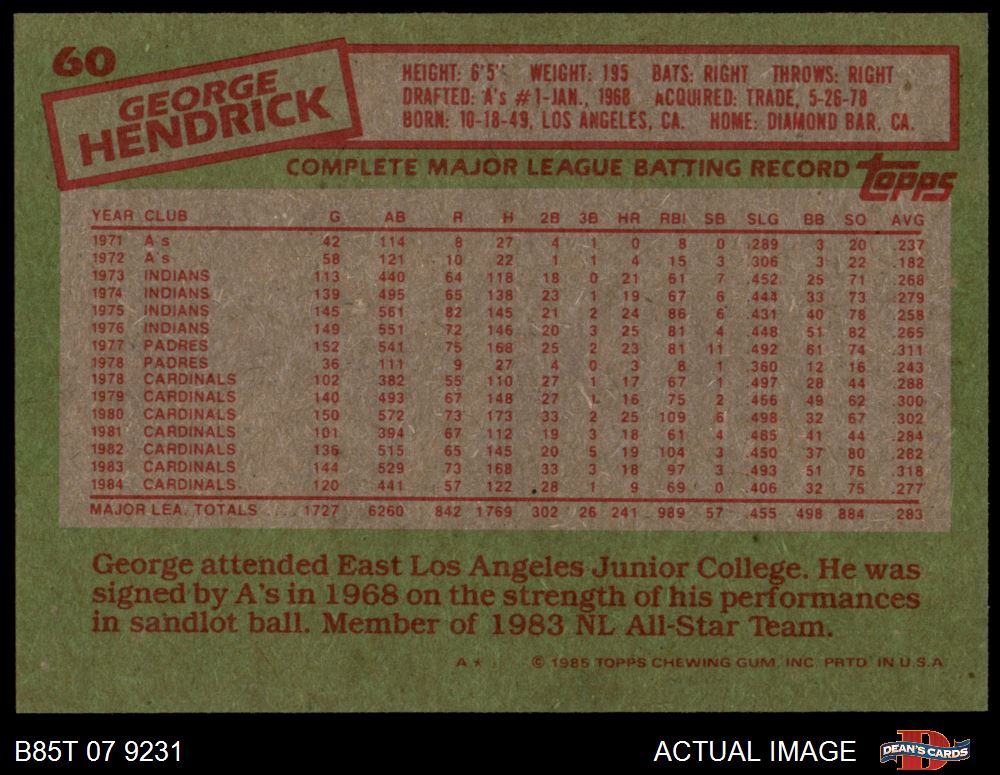 60
GEORGE
HENDRICK
HEIGHT: 6'5" WEIGHT: 195 BATS: RIGHT THROWS: RIGHT
DRAFTED: A's #1-JAN., 1968 ACQUIRED: TRADE, 5-26-78
BORN: 10-18-49, LOS ANGELES, CA. HOME: DIAMOND BAR, CA.
COMPLETE MAJOR LEAGUE BATTING RECORD topps
YEAR CLUB G AB R H 2B 3B HR RBI SB SLG BB SO AVG
1971 A's 42 114 8 27 4 1 0 8 0 .289 3 20 .237
1972 A's 58 121 10 22 1 1 4 15 3 .306 3 22 .182
1973 INDIANS 113 440 64 118 18 0 21 61 7 .452 25 71 .268
1974 INDIANS 139 495 65 138 23 1 19 67 6 .444 33 73 .279
1975 INDIANS 145 561 82 145 21 2 24 86 6 .431 40 78 .258
1976 INDIANS 149 551 72 146 20 3 25 81 4 .448 51 82 .265
1977 PADRES 152 541 75 168 25 2 23 81 11 .492 61 74 .311
1978 PADRES 36 111 9 27 4 0 3 8 1 .360 12 16 .243
1978 CARDINALS 102 382 55 110 27 1 17 67 1 .497 28 44 .288
1979 CARDINALS 140 493 67 148 27 1 16 75 2 .456 49 62 .300
1980 CARDINALS 150 572 73 173 33 2 25 109 6 .498 32 67 .302
1981 CARDINALS 101 394 67 112 19 3 18 61 4 .485 41 44 .284
1982 CARDINALS 136 515 65 145 20 5 19 104 3 .450 37 80 .282
1983 CARDINALS 144 529 73 168 33 3 18 97 3 .493 51 76 .318
1984 CARDINALS 120 441 57 122 28 1 9 69 0 .406 32 75 .277
MAJOR LEA. TOTALS 1727 6260 842 1769 302 26 241 989 57 .455 498 884 .283
George attended East Los Angeles Junior College. He was
signed by A's in 1968 on the strength of his performances
in sandlot ball. Member of 1983 NL All-Star Team.
A* © 1985 TOPPS CHEWING GUM, INC. PRTD. IN U.S.A.
B85T 07 9231 ACTUAL IMAGE DEAN'S CARDS